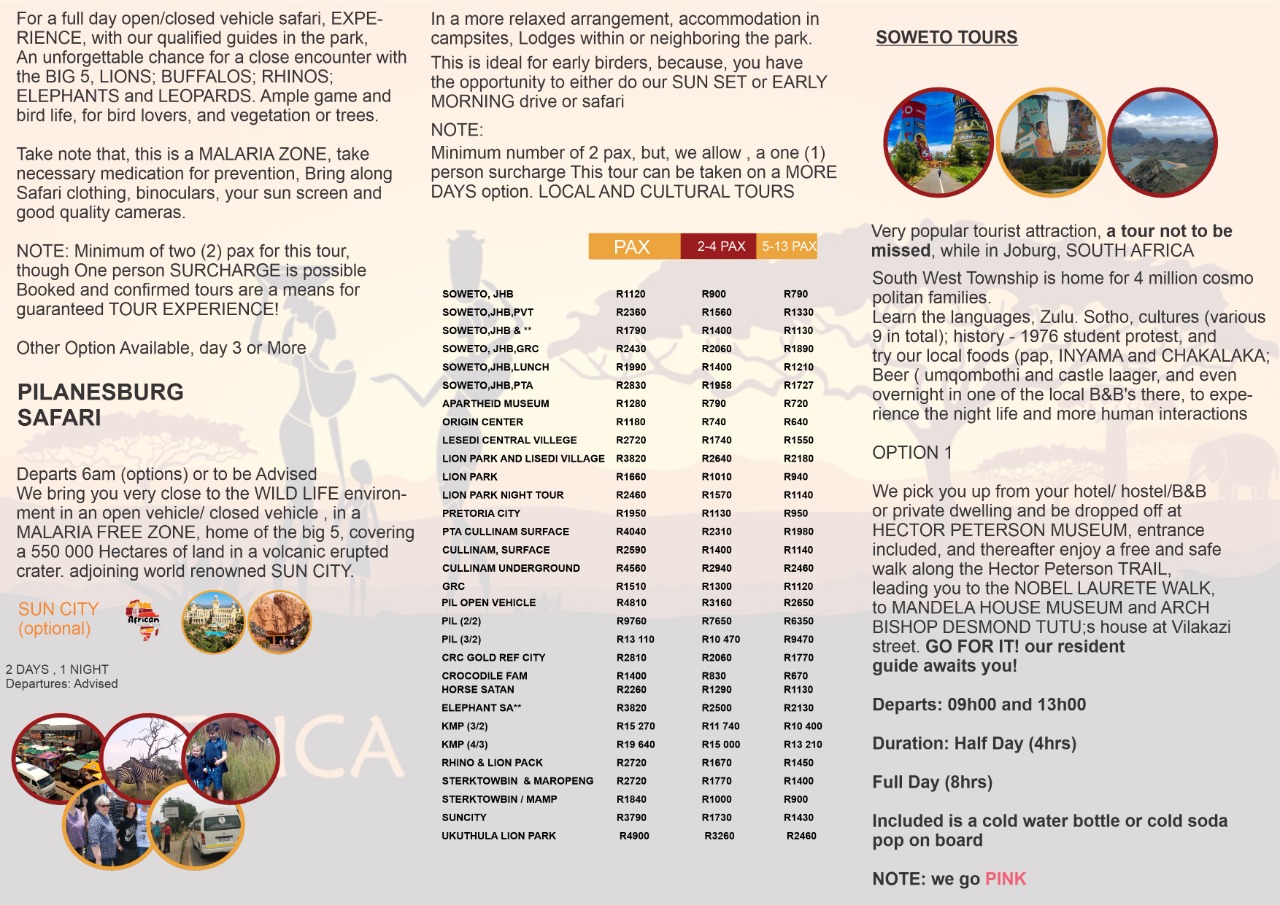 For a full day open/closed vehicle safari, EXPE-
RIENCE, with our qualified guides in the park,
An unforgettable chance for a close encounter with
the BIG 5, LIONS; BUFFALOS; RHINOS;
ELEPHANTS and LEOPARDS. Ample game and
bird life, for bird lovers, and vegetation or trees.
Take note that, this is a MALARIA ZONE, take
necessary medication for prevention, Bring along
Safari clothing, binoculars, your sun screen and
good quality cameras.
NOTE: Minimum of two (2) pax for this tour,
though One person SURCHARGE is possible
Booked and confirmed tours are a means for
guaranteed TOUR EXPERIENCE!
Other Option Available, day 3 or More
PILANESBURG
SAFARI
Departs 6am (options) or to be Advised
We bring you very close to the WILD LIFE environ-
ment in an open vehicle/ closed vehicle , in a
MALARIA FREE ZONE, home of the big 5, covering
a 550 000 Hectares of land in a volcanic erupted
crater. adjoining world renowned SUN CITY.
SUN CITY
(optional)
African
2 DAYS , 1 NIGHT
Departures: Advised
ICA
In a more relaxed arrangement, accommodation in
campsites, Lodges within or neighboring the park.
This is ideal for early birders, because, you have
the opportunity to either do our SUN SET or EARLY
MORNING drive or safari
NOTE:
Minimum number of 2 pax, but, we allow , a one (1)
person surcharge This tour can be taken on a MORE
DAYS option. LOCAL AND CULTURAL TOURS
PAX 2-4 PAX 5-13 PAX
SOWETO, JHB R1120 R900 R790
SOWETO,JHB,PVT R2360 R1560 R1330
SOWETO,JHB & ** R1790 R1400 R1130
SOWETO, JHB,GRC R2430 R2060 R1890
SOWETO,JHB,LUNCH R1990 R1400 R1210
SOWETO,JHB,PTA R2830 R1958 R1727
APARTHEID MUSEUM R1280 R790 R720
ORIGIN CENTER R1180 R740 R640
LESEDI CENTRAL VILLEGE R2720 R1740 R1550
LION PARK AND LISEDI VILLAGE R3820 R2640 R2180
LION PARK R1660 R1010 R940
LION PARK NIGHT TOUR R2460 R1570 R1140
PRETORIA CITY R1950 R1130 R950
PTA CULLINAM SURFACE R4040 R2310 R1980
CULLINAM, SURFACE R2590 R1400 R1140
CULLINAM UNDERGROUND R4560 R2940 R2460
GRC R1510 R1300 R1120
PIL OPEN VEHICLE R4810 R3160 R2650
PIL (2/2) R9760 R7650 R6350
PIL (3/2) R13 110 R10 470 R9470
CRC GOLD REF CITY R2810 R2060 R1770
CROCODILE FAM R1400 R830 R670
HORSE SATAN R2260 R1290 R1130
ELEPHANT SA** R3820 R2500 R2130
KMP (3/2) R15 270 R11 740 R10 400
KMP (4/3) R19 640 R15 000 R13 210
RHINO & LION PACK R2720 R1670 R1450
STERKTOWBIN & MAROPENG R2720 R1770 R1400
STERKTOWBIN / MAMP R1840 R1000 R900
SUNCITY R3790 R1730 R1430
UKUTHULA LION PARK R4900 R3260 R2460
SOWETO TOURS
Very popular tourist attraction, a tour not to be
missed, while in Joburg, SOUTH AFRICA
South West Township is home for 4 million cosmo
politan families.
Learn the languages, Zulu. Sotho, cultures (various
9 in total); history - 1976 student protest, and
try our local foods (pap, INYAMA and CHAKALAKA;
Beer ( umqombothi and castle laager, and even
overnight in one of the local B&B's there, to expe-
rience the night life and more human interactions
OPTION 1
We pick you up from your hotel/ hostel/B&B
or private dwelling and be dropped off at
HECTOR PETERSON MUSEUM, entrance
included, and thereafter enjoy a free and safe
walk along the Hector Peterson TRAIL,
leading you to the NOBEL LAURETE WALK,
to MANDELA HOUSE MUSEUM and ARCH
BISHOP DESMOND TUTU;s house at Vilakazi
street. GO FOR IT! our resident
guide awaits you!
Departs: 09h00 and 13h00
Duration: Half Day (4hrs)
Full Day (8hrs)
Included is a cold water bottle or cold soda
pop on board
NOTE: we go PINK